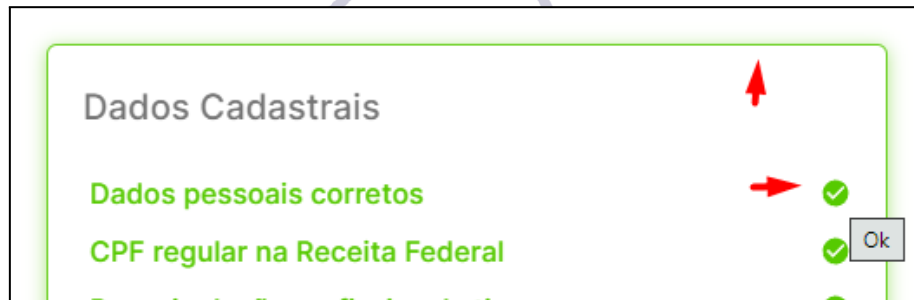 Dados Cadastrais
Dados pessoais corretos
CPF regular na Receita Federal
Ok